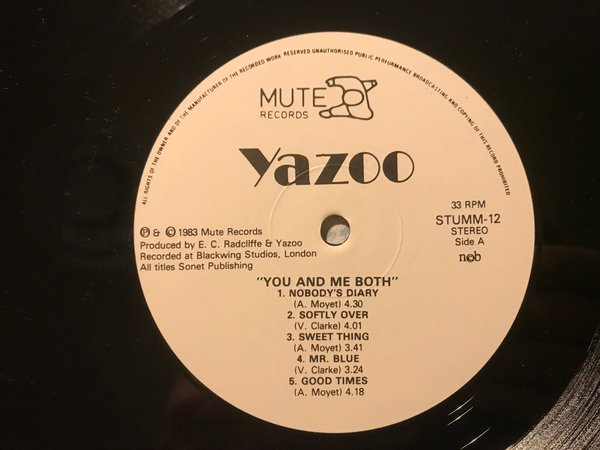 ALL RIGHTS OF THE OWNER AND OF THE MANUFACTURER OF THE RECORDED WORK RESERVED UNAUTHORISED PUBLIC PERFORMANCE BROADCASTING AND COPYING OF THIS RECORD PROHIBITED
MUTE
RECORDS
Yazoo
℗ & © 1983 Mute Records
Produced by E. C. Radcliffe & Yazoo
Recorded at Blackwing Studios, London
All titles Sonet Publishing
33 RPM
STUMM-12
STEREO
Side A
ncb
"YOU AND ME BOTH"
1. NOBODY'S DIARY
(A. Moyet) 4.30
2. SOFTLY OVER
(V. Clarke) 4.01
3. SWEET THING
(A. Moyet) 3.41
4. MR. BLUE
(V. Clarke) 3.24
5. GOOD TIMES
(A. Moyet) 4.18